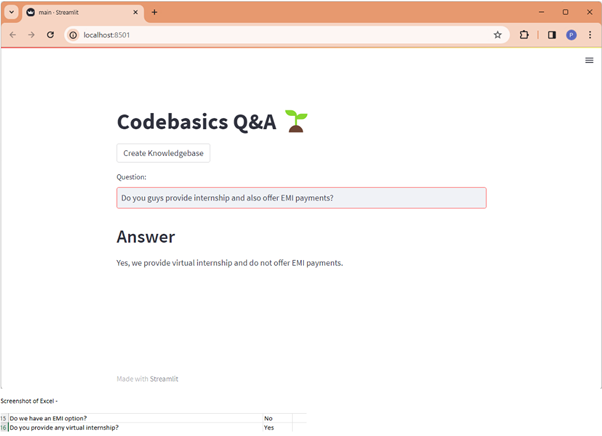 main - Streamlit
localhost:8501
P
Codebasics Q&A
Create Knowledgebase
Question:
Do you guys provide internship and also offer EMI payments?
Answer
Yes, we provide virtual internship and do not offer EMI payments.
Made with Streamlit
Screenshot of Excel -
15 Do we have an EMI option? No
16 Do you provide any virtual internship? Yes